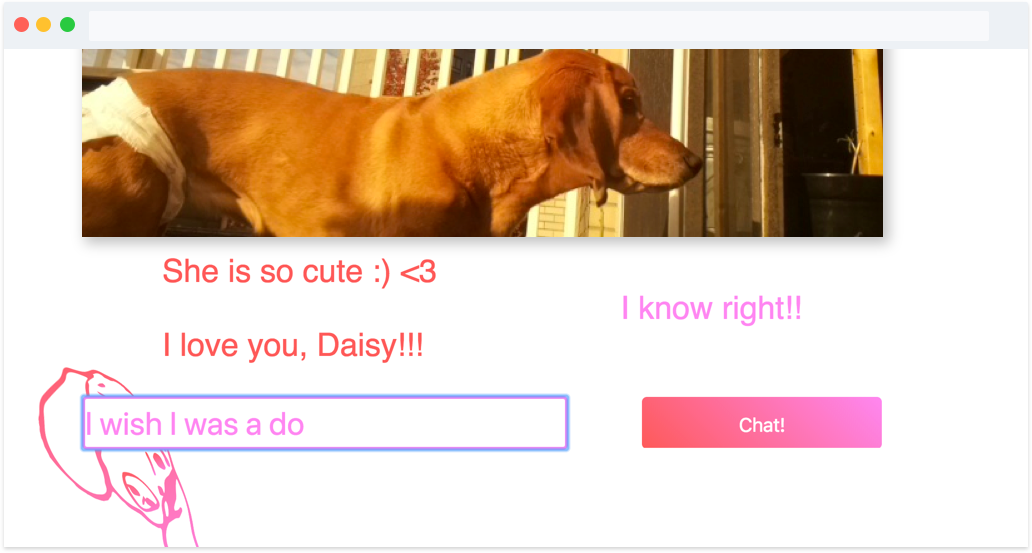 She is so cute :) <3
I know right!!
I love you, Daisy!!!
I wish I was a do
Chat!